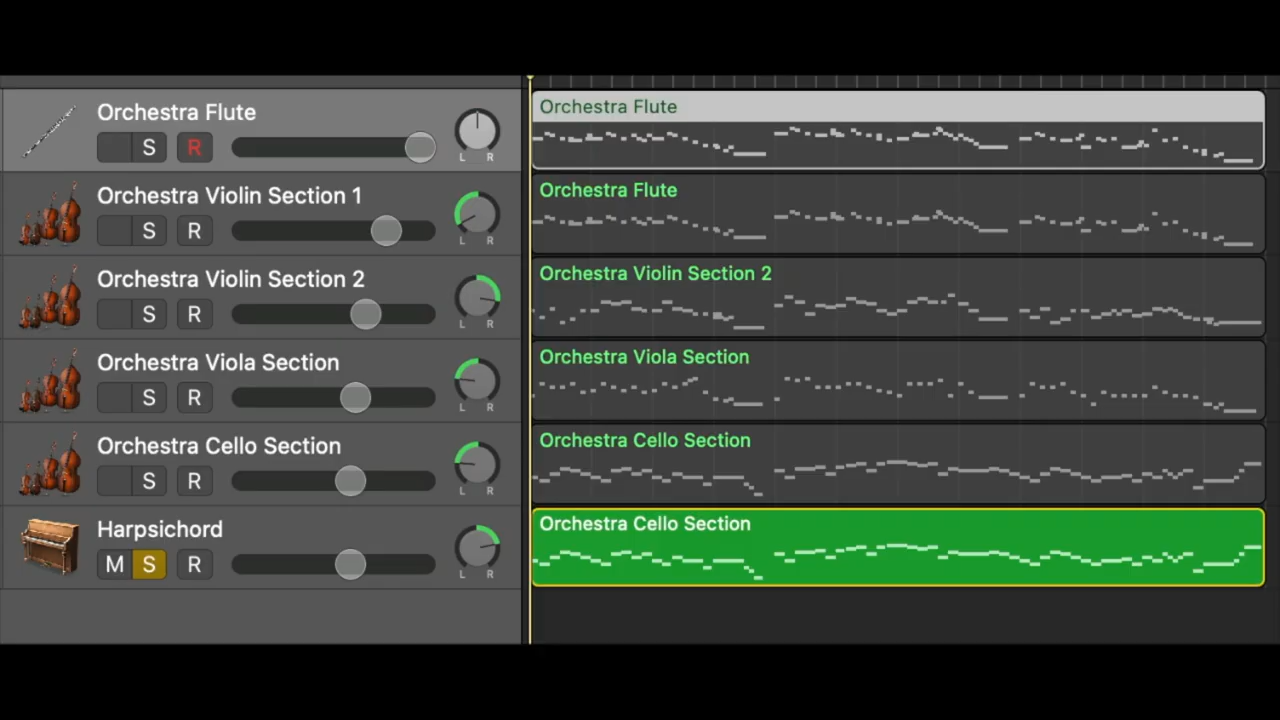 Orchestra Flute
S R
L R
Orchestra Flute
Orchestra Violin Section 1
S R
L R
Orchestra Flute
Orchestra Violin Section 2
S R
L R
Orchestra Violin Section 2
Orchestra Viola Section
S R
L R
Orchestra Viola Section
Orchestra Cello Section
S R
L R
Orchestra Cello Section
Harpsichord
M S R
L R
Orchestra Cello Section